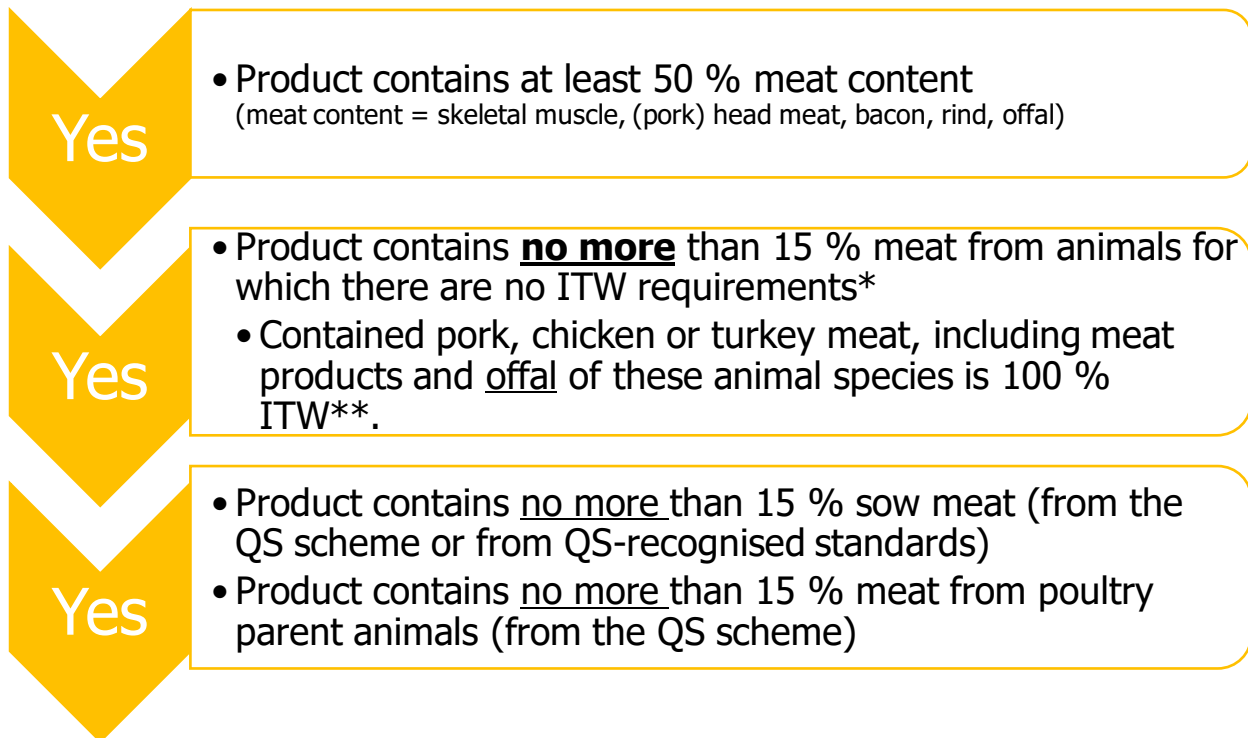 Yes
• Product contains at least 50 % meat content
(meat content = skeletal muscle, (pork) head meat, bacon, rind, offal)
Yes
• Product contains no more than 15 % meat from animals for
which there are no ITW requirements*
• Contained pork, chicken or turkey meat, including meat
products and offal of these animal species is 100 %
ITW**.
Yes
• Product contains no more than 15 % sow meat (from the
QS scheme or from QS-recognised standards)
• Product contains no more than 15 % meat from poultry
parent animals (from the QS scheme)